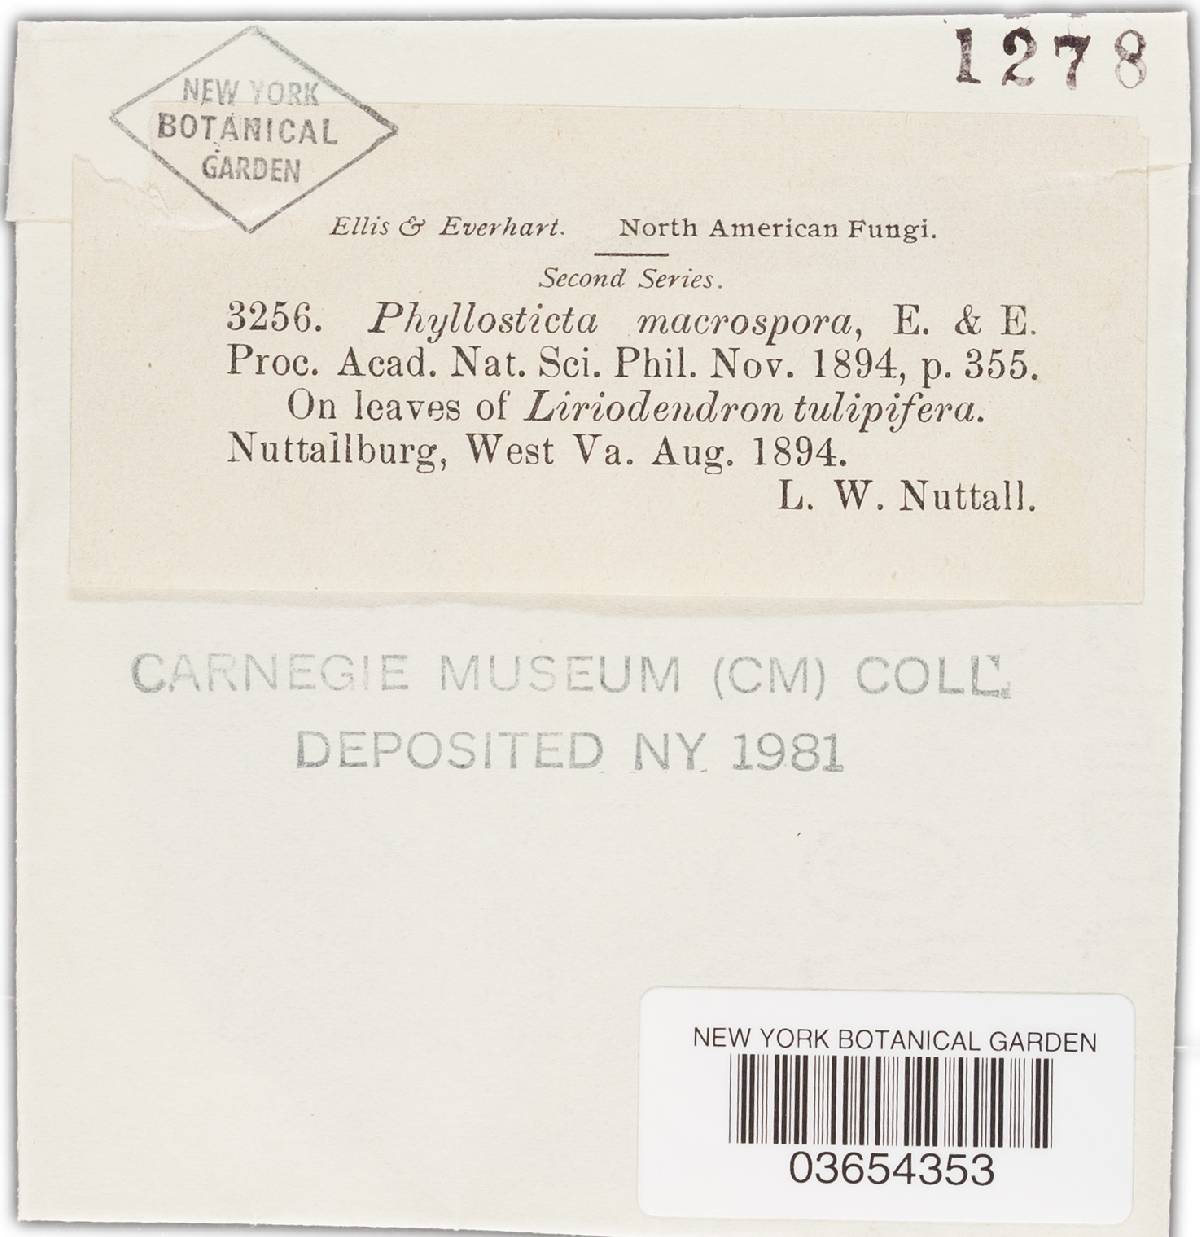 1278
NEW YORK
BOTANICAL
GARDEN
Ellis & Everhart. North American Fungi.
Second Series.
3256. Phyllosticta macrospora, E. & E.
Proc. Acad. Nat. Sci. Phil. Nov. 1894, p. 355.
On leaves of Liriodendron tulipifera.
Nuttallburg, West Va. Aug. 1894.
L. W. Nuttall.
CARNEGIE MUSEUM (CM) COLL.
DEPOSITED NY 1981
NEW YORK BOTANICAL GARDEN
03654353